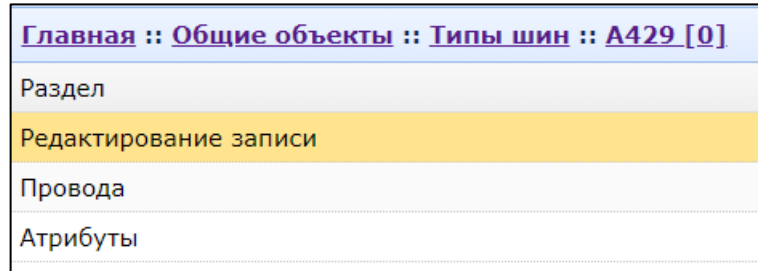 Главная :: Общие объекты :: Типы шин :: A429 [0]
Раздел
Редактирование записи
Провода
Атрибуты